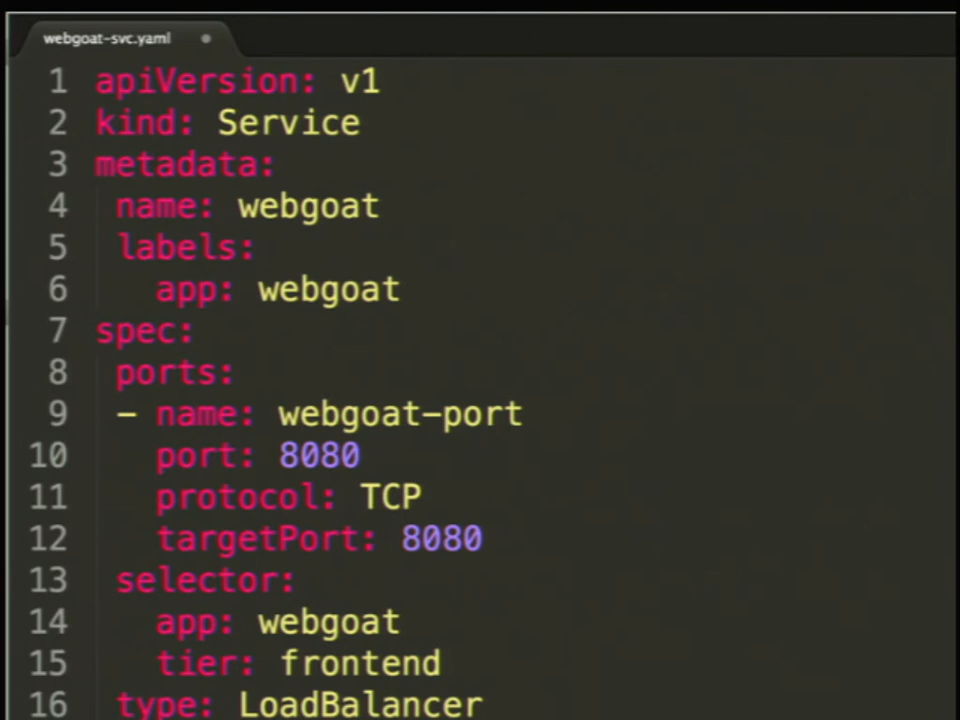 webgoat-svc.yaml
1 apiVersion: v1
2 kind: Service
3 metadata:
4  name: webgoat
5  labels:
6    app: webgoat
7 spec:
8  ports:
9  - name: webgoat-port
10    port: 8080
11    protocol: TCP
12    targetPort: 8080
13  selector:
14    app: webgoat
15    tier: frontend
16  type: LoadBalancer